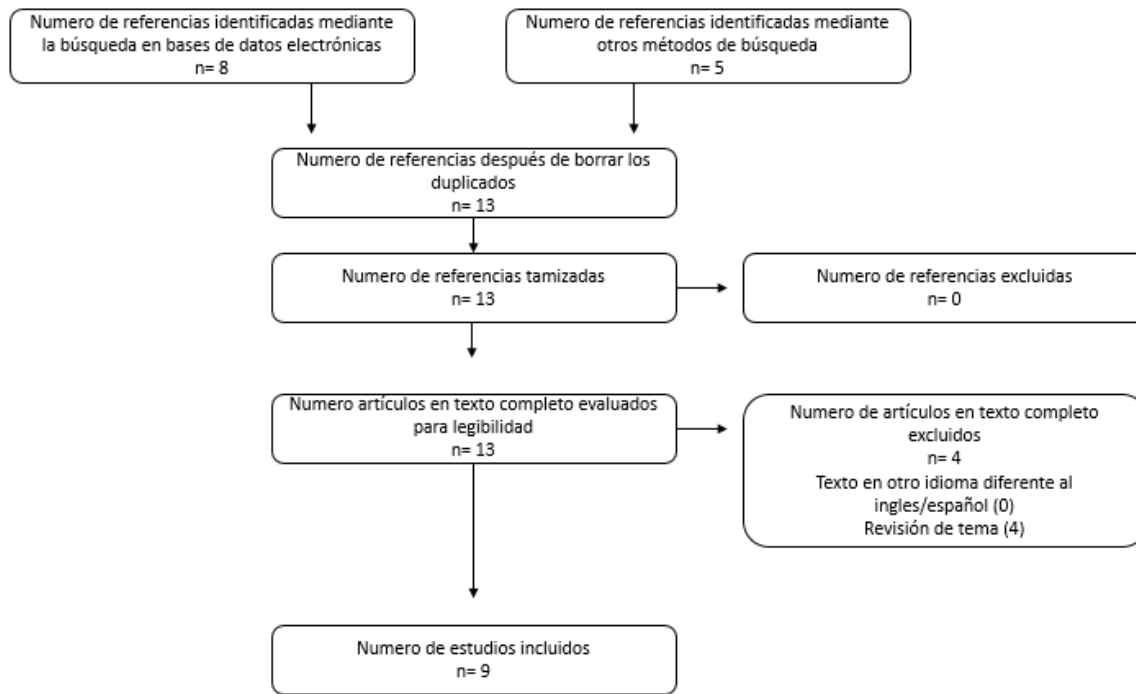 Numero de referencias identificadas mediante
la búsqueda en bases de datos electrónicas
n= 8
Numero de referencias identificadas mediante
otros métodos de búsqueda
n= 5
Numero de referencias después de borrar los
duplicados
n= 13
Numero de referencias tamizadas
n= 13
Numero de referencias excluidas
n= 0
Numero artículos en texto completo evaluados
para legibilidad
n= 13
Numero de artículos en texto completo
excluidos
n= 4
Texto en otro idioma diferente al
ingles/español (0)
Revisión de tema (4)
Numero de estudios incluidos
n= 9